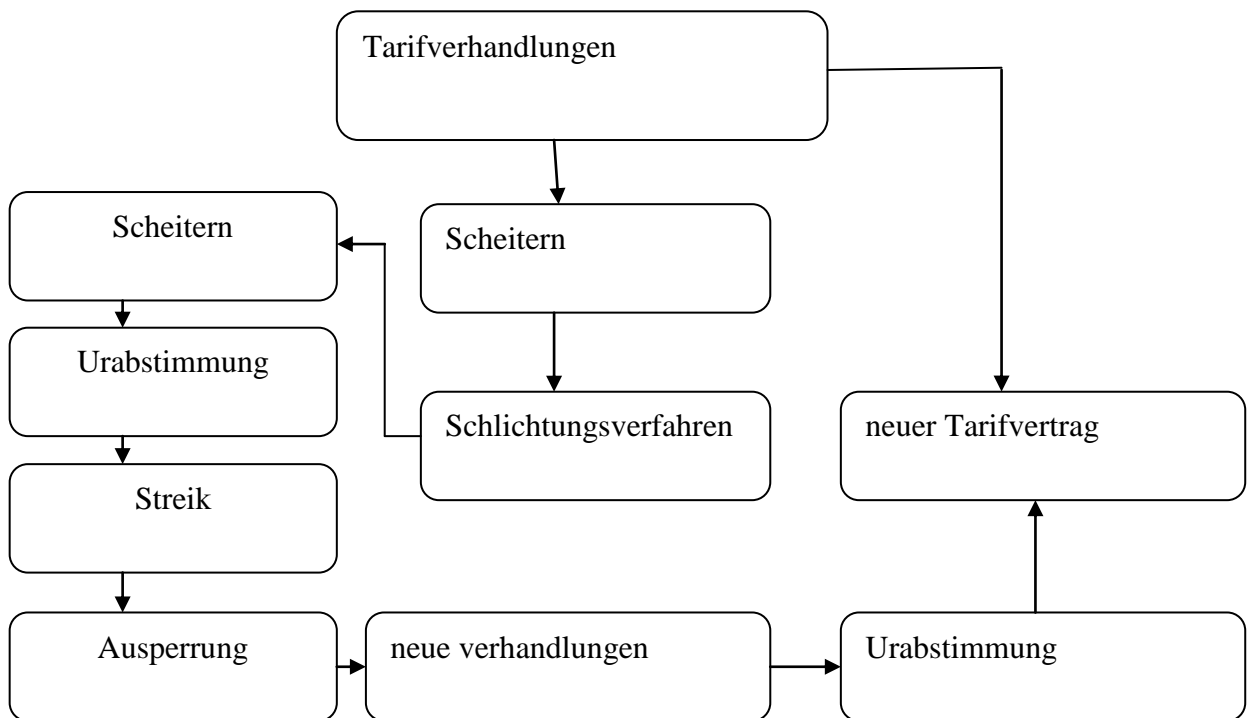 Tarifverhandlungen
Scheitern
Scheitern
Urabstimmung
Schlichtungsverfahren
neuer Tarifvertrag
Streik
Ausperrung
neue verhandlungen
Urabstimmung